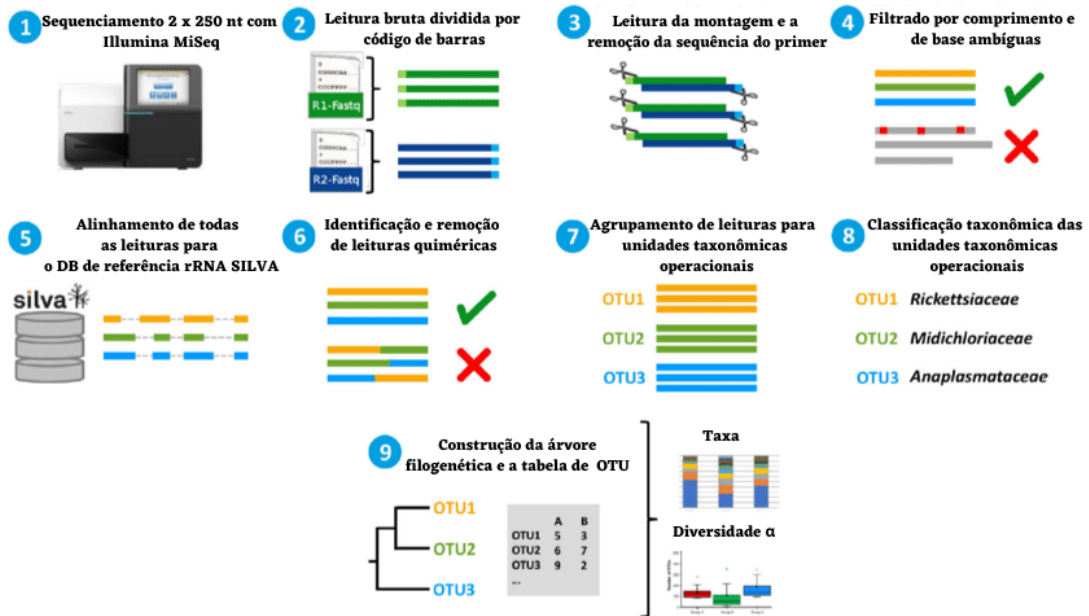 1
Sequenciamento 2 x 250 nt com
Illumina MiSeq
2
Leitura bruta dividida por
código de barras
R1-Fastq
R2-Fastq
3
Leitura da montagem e a
remoção da sequência do primer
4
Filtrado por comprimento e
de base ambíguas
5
Alinhamento de todas
as leituras para
o DB de referência rRNA SILVA
silva
6
Identificação e remoção
de leituras quiméricas
7
Agrupamento de leituras para
unidades taxonômicas
operacionais
OTU1
OTU2
OTU3
8
Classificação taxonômica das
unidades taxonômicas
operacionais
OTU1 Rickettsiaceae
OTU2 Midichloriaceae
OTU3 Anaplasmataceae
9
Construção da árvore
filogenética e a tabela de OTU
OTU1
OTU2
OTU3
A B
OTU1 5 3
OTU2 6 7
OTU3 9 2
...
Taxa
Diversidade α